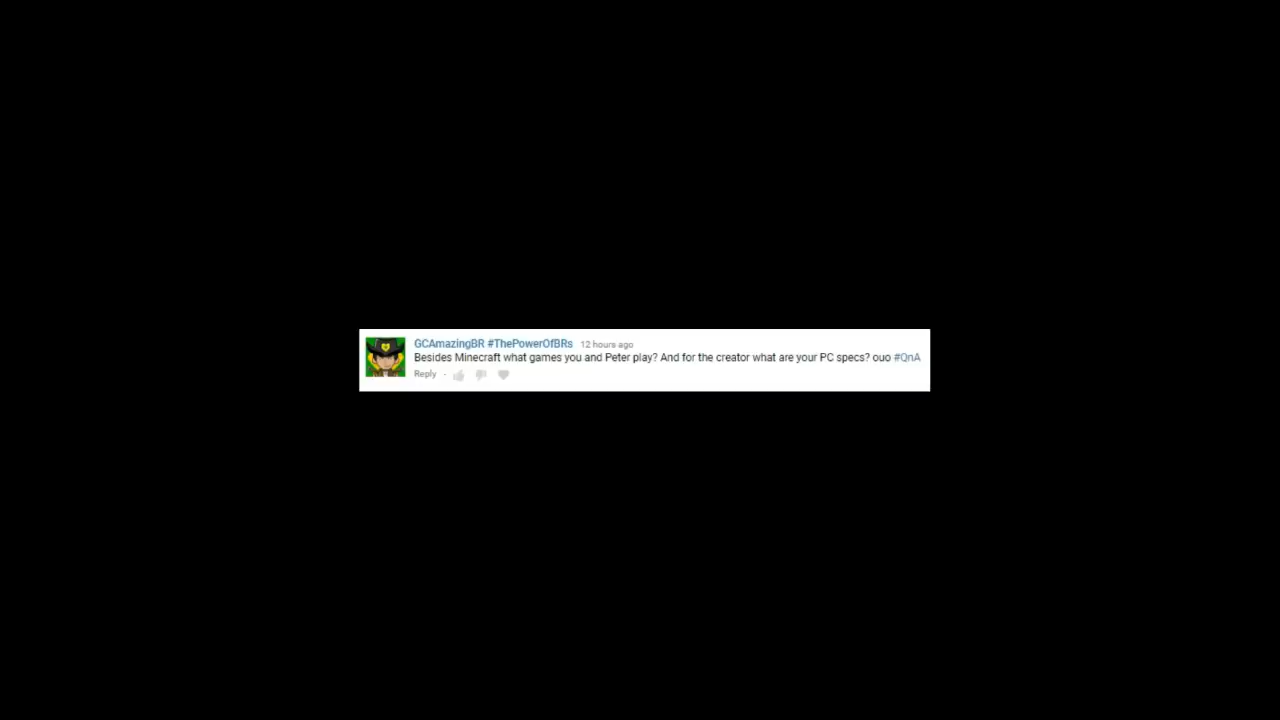 GCAmazingBR #ThePowerOfBRs 12 hours ago
Besides Minecraft what games you and Peter play? And for the creator what are your PC specs? ouo #QnA
Reply ·